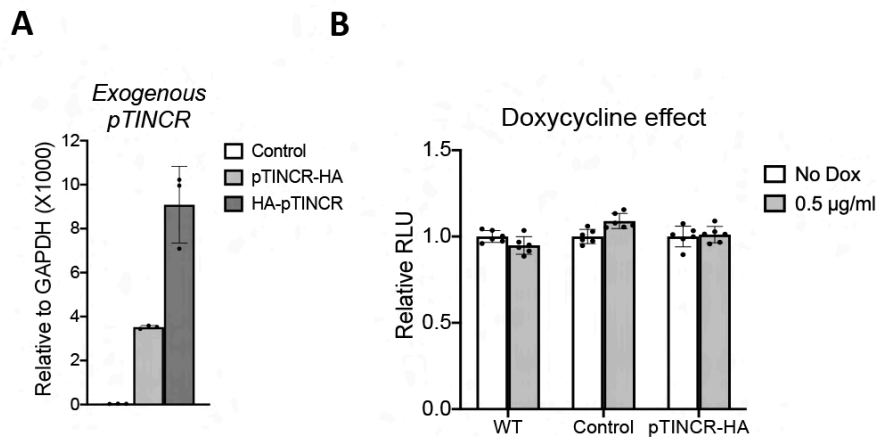 A
Exogenous
pTINCR
Relative to GAPDH (X1000)
12
10
8
6
4
2
0
Control
pTINCR-HA
HA-pTINCR
B
Doxycycline effect
Relative RLU
1.5
1.0
0.5
0.0
WT
Control
pTINCR-HA
No Dox
0.5 µg/ml